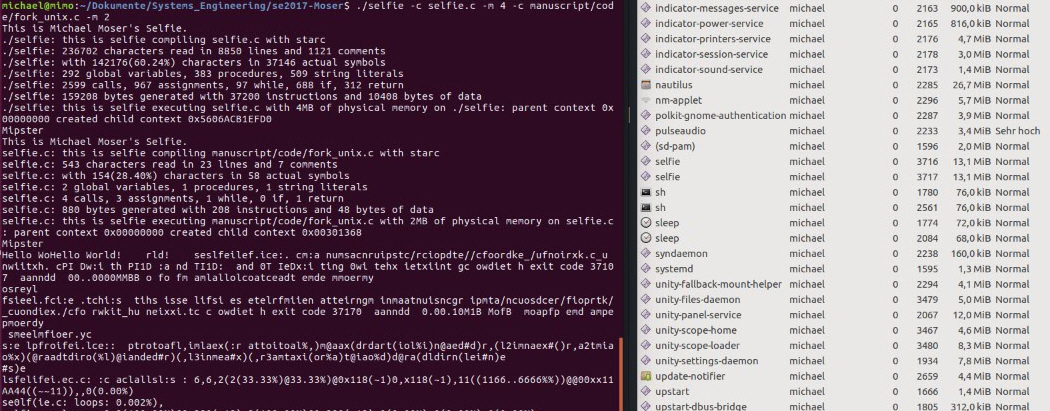 michael@mimo:~/Dokumente/Systems_Engineering/se2017-Moser$ ./selfie -c selfie.c -m 4 -c manuscript/cod
e/fork_unix.c -m 2
This is Michael Moser's Selfie.
./selfie: this is selfie compiling selfie.c with starc
./selfie: 236702 characters read in 8850 lines and 1121 comments
./selfie: with 142176(60.24%) characters in 37146 actual symbols
./selfie: 292 global variables, 383 procedures, 509 string literals
./selfie: 2599 calls, 967 assignments, 97 while, 688 if, 312 return
./selfie: 159208 bytes generated with 37200 instructions and 10408 bytes of data
./selfie: this is selfie executing selfie.c with 4MB of physical memory on ./selfie: parent context 0x
00000000 created child context 0x5606ACB1EFD0
Mipster
This is Michael Moser's Selfie.
selfie.c: this is selfie compiling manuscript/code/fork_unix.c with starc
selfie.c: 543 characters read in 23 lines and 7 comments
selfie.c: with 154(28.40%) characters in 58 actual symbols
selfie.c: 2 global variables, 1 procedures, 1 string literals
selfie.c: 4 calls, 3 assignments, 1 while, 0 if, 1 return
selfie.c: 880 bytes generated with 208 instructions and 48 bytes of data
selfie.c: this is selfie executing manuscript/code/fork_unix.c with 2MB of physical memory on selfie.c
: parent context 0x00000000 created child context 0x00301368
Mipster
Hello WoHello World!    rld!    seslfeilef.ice:. cm:a numsacnruipstc/rciopdte//cfoordke_/ufnoirxk.c_u
nwiitxh. cPI Dw:i th PI1D :a nd TI1D:  and 0T IeDx:i ting 0wi tehx ietxiint gc owdiet h exit code 3710
7  aanndd  00..0000MMBB o fo fm amlallolcoatceadt emde mmoermy
osreyl
fsieel.fci:e .tchi:s  tihs isse lifsi es etelrfmiien atteirngm inmaatnuisncgr ipmta/ncuosdcer/fioprtk/
_cuondiex./cfo rwkit_hu neixxi.tc c owdiet h exit code 37170  aanndd  0.00.10M1B MofB  moapfp emd ampe
pmoerdy
 smeelmfioer.yc
s:e lpfroifei.lce::  ptrotoafl,imlaex( :r attoitoal%,)m@aax(drdart(iol%i)n@aed#d)r,(l2imnaex#()r,a2tmia
o%x)(@raadtdiro(%l)@ianded#r)(,l3inmea#x)(,r3amtaxi(or%a)t@iao%d)d@ra(dldirn(lei#n)e
#s)e
lsfelifei.ec.c: :c aclallsl:s : 6,6,2(2(33.33%)@33.33%)@0x118(~1)0,x118(~1),11((1166..6666%%))@@00xx11
AA44((~~11)),,0(0.00%)
se0lf(ie.c: loops: 0.002%),
indicator-messages-service michael 0 2163 900,0 kiB Normal
indicator-power-service michael 0 2165 816,0 kiB Normal
indicator-printers-service michael 0 2176 4,7 MiB Normal
indicator-session-service michael 0 2178 3,0 MiB Normal
indicator-sound-service michael 0 2173 1,4 MiB Normal
nautilus michael 0 2285 26,7 MiB Normal
nm-applet michael 0 2296 5,7 MiB Normal
polkit-gnome-authentication michael 0 2287 3,9 MiB Normal
pulseaudio michael 0 2233 3,4 MiB Sehr hoch
(sd-pam) michael 0 1596 2,0 MiB Normal
selfie michael 0 3716 13,1 MiB Normal
selfie michael 0 3717 13,1 MiB Normal
sh michael 0 1780 76,0 kiB Normal
sh michael 0 2561 76,0 kiB Normal
sleep michael 0 1774 72,0 kiB Normal
sleep michael 0 2084 68,0 kiB Normal
syndaemon michael 0 2238 160,0 kiB Normal
systemd michael 0 1595 1,3 MiB Normal
unity-fallback-mount-helper michael 0 2294 4,1 MiB Normal
unity-files-daemon michael 0 3479 5,0 MiB Normal
unity-panel-service michael 0 2067 12,0 MiB Normal
unity-scope-home michael 0 3467 4,6 MiB Normal
unity-scope-loader michael 0 3480 8,3 MiB Normal
unity-settings-daemon michael 0 1934 7,8 MiB Normal
update-notifier michael 0 2659 4,4 MiB Normal
upstart michael 0 1666 1,4 MiB Normal
upstart-dbus-bridge michael 0 1805 312,0 kiB Normal